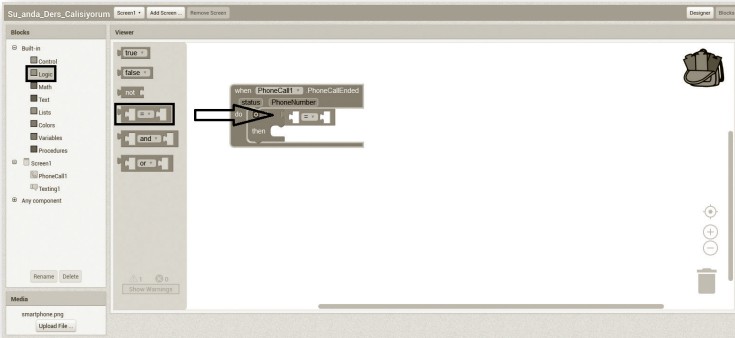 Su_anda_Ders_Calisiyorum Screen1 Add Screen ... Remove Screen Designer Blocks
Blocks Viewer
Built-in
Control
Logic
Math
Text
Lists
Colors
Variables
Procedures
Screen1
PhoneCall1
Texting1
Any component
Rename Delete
Media
smartphone.png
Upload File ...
true
false
not
=
and
or
1 0
Show Warnings
when PhoneCall1 .PhoneCallEnded
status PhoneNumber
do =
then